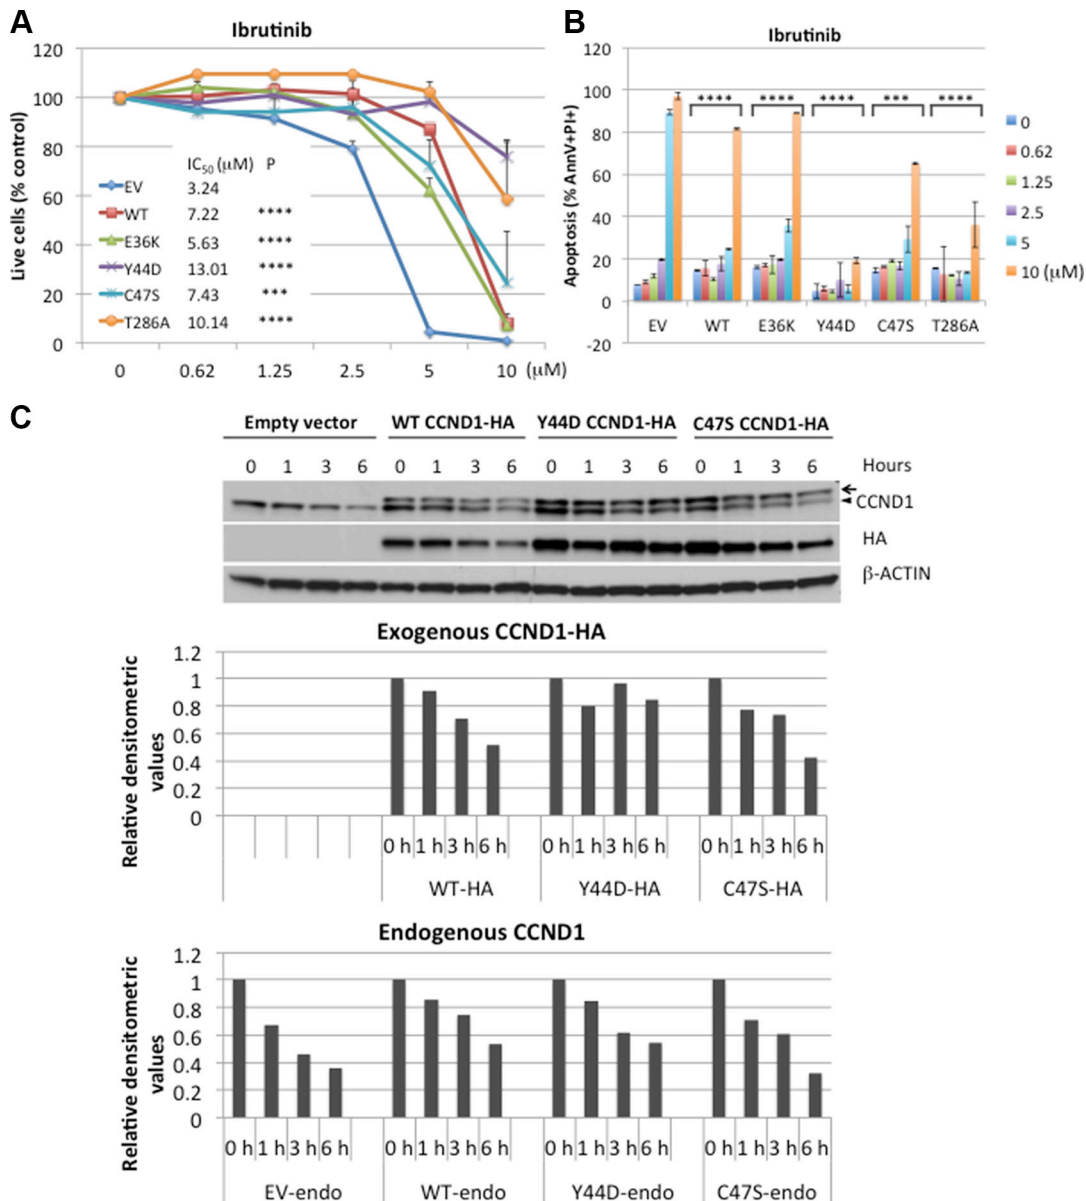 A
Ibrutinib
Live cells (% control)
120
100
80
60
40
20
0
IC50 (μM) P
EV 3.24
WT 7.22 ****
E36K 5.63 ****
Y44D 13.01 ****
C47S 7.43 ***
T286A 10.14 ****
0 0.62 1.25 2.5 5 10 (μM)
B
Ibrutinib
Apoptosis (% AnnV+PI+)
120
100
80
60
40
20
0
-20
**** **** **** *** ****
EV WT E36K Y44D C47S T286A
0
0.62
1.25
2.5
5
10 (μM)
C
Empty vector WT CCND1-HA Y44D CCND1-HA C47S CCND1-HA
0 1 3 6 0 1 3 6 0 1 3 6 0 1 3 6 Hours
CCND1
HA
β-ACTIN
Exogenous CCND1-HA
Relative densitometric
values
1.2
1
0.8
0.6
0.4
0.2
0
0 h 1 h 3 h 6 h 0 h 1 h 3 h 6 h 0 h 1 h 3 h 6 h
WT-HA Y44D-HA C47S-HA
Endogenous CCND1
Relative densitometric
values
1.2
1
0.8
0.6
0.4
0.2
0
0 h 1 h 3 h 6 h 0 h 1 h 3 h 6 h 0 h 1 h 3 h 6 h 0 h 1 h 3 h 6 h
EV-endo WT-endo Y44D-endo C47S-endo